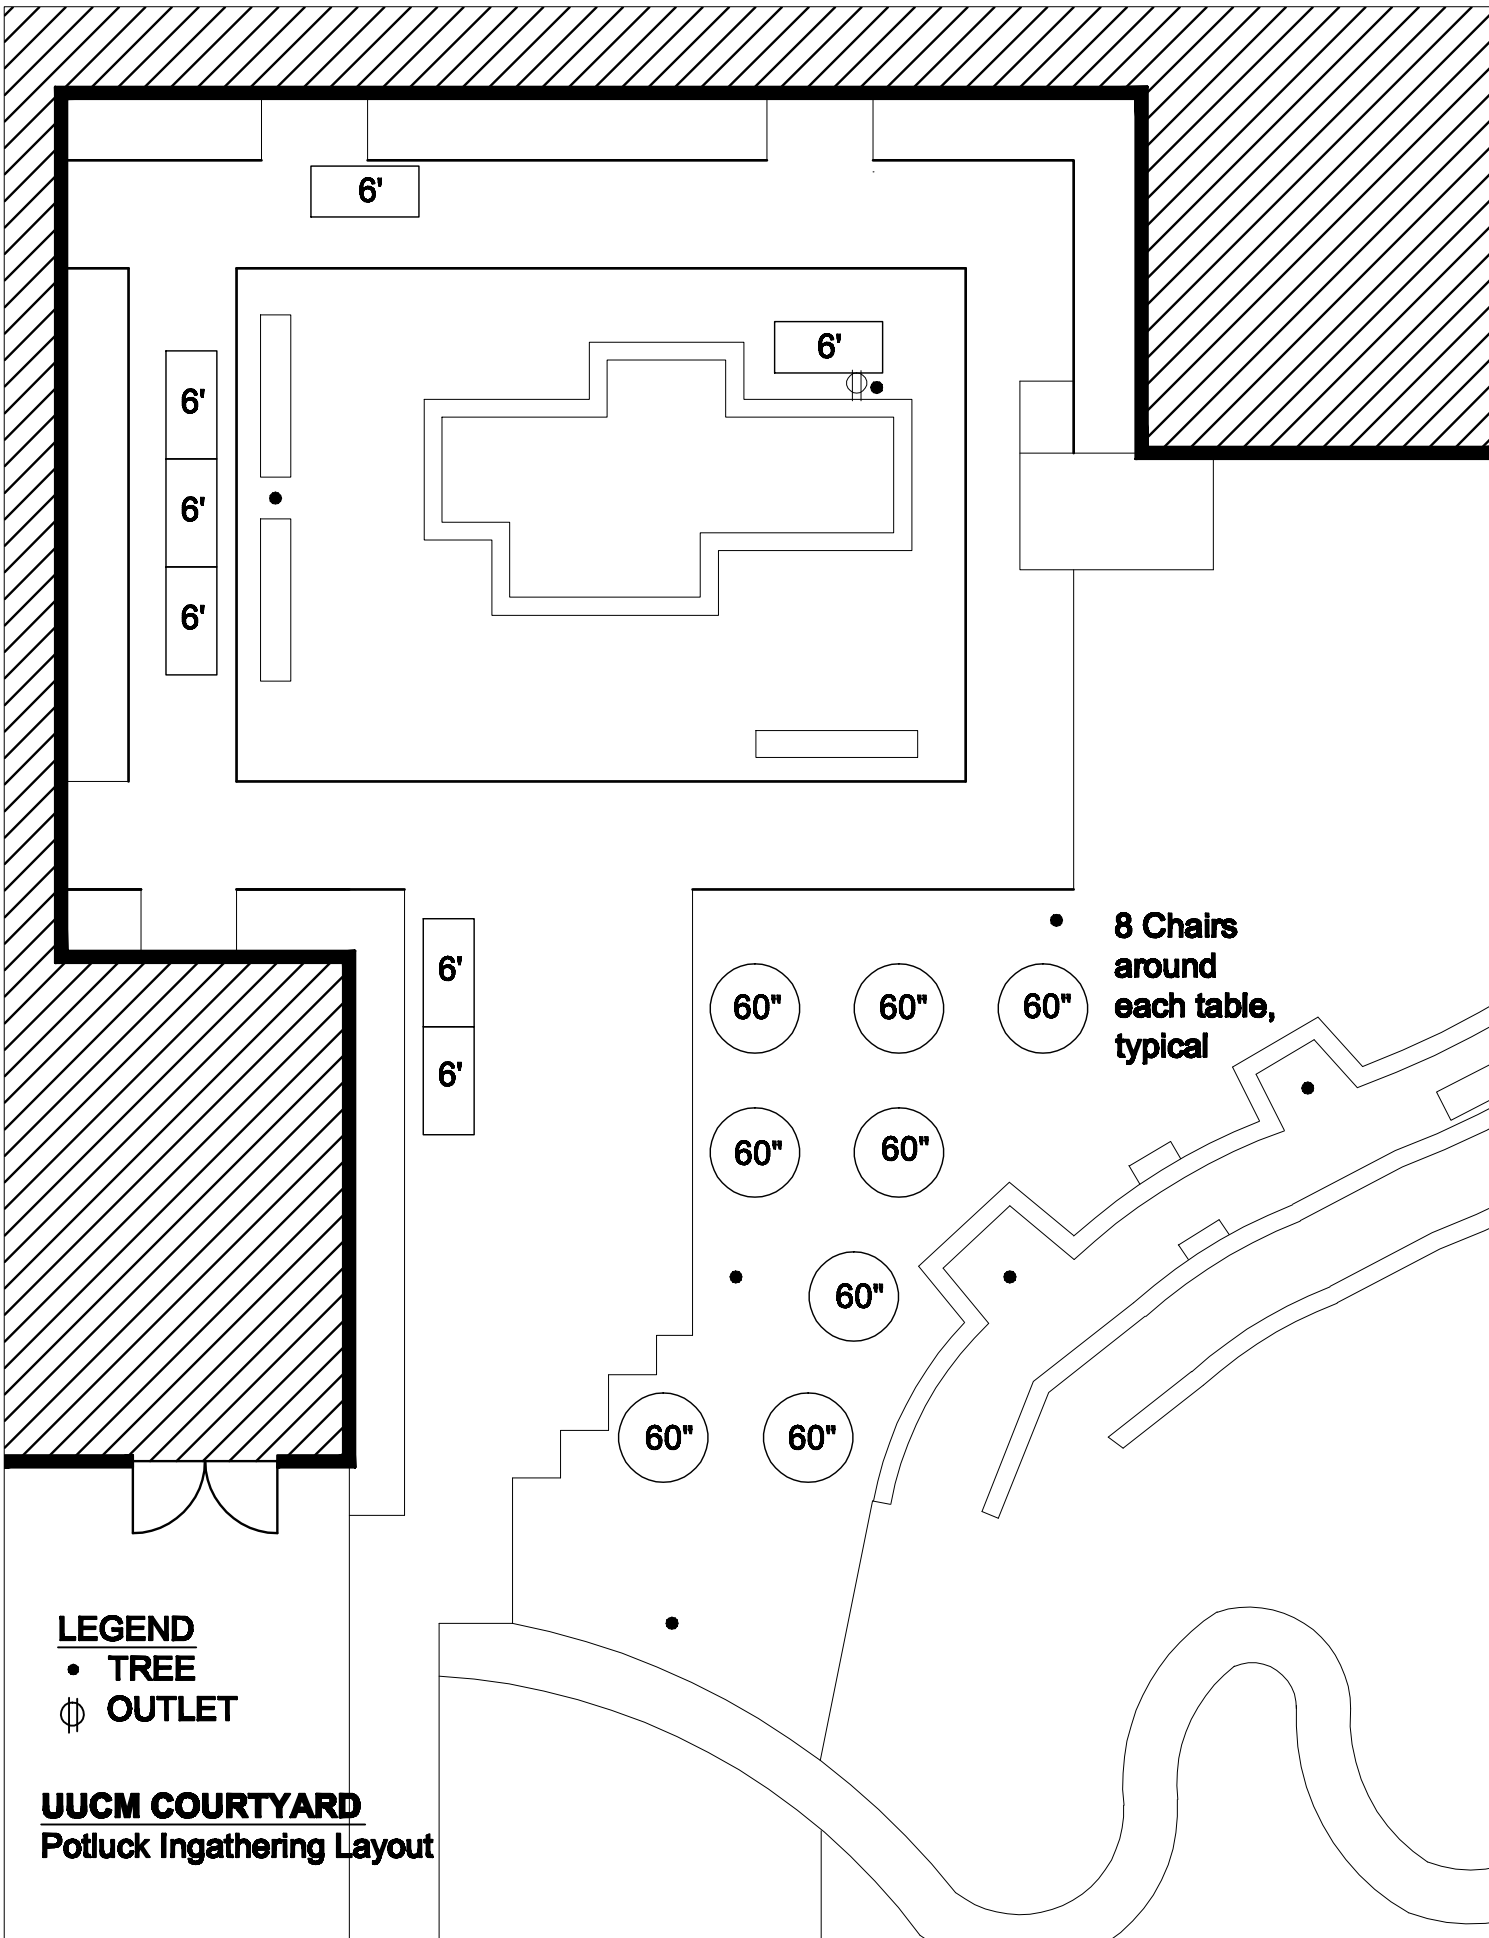 6'
6'
6'
6'
6'
6'
6'
8 Chairs
around
each table,
typical
60"
60"
60"
60"
60"
60"
60"
60"
LEGEND
TREE
OUTLET
UUCM COURTYARD
Potluck Ingathering Layout